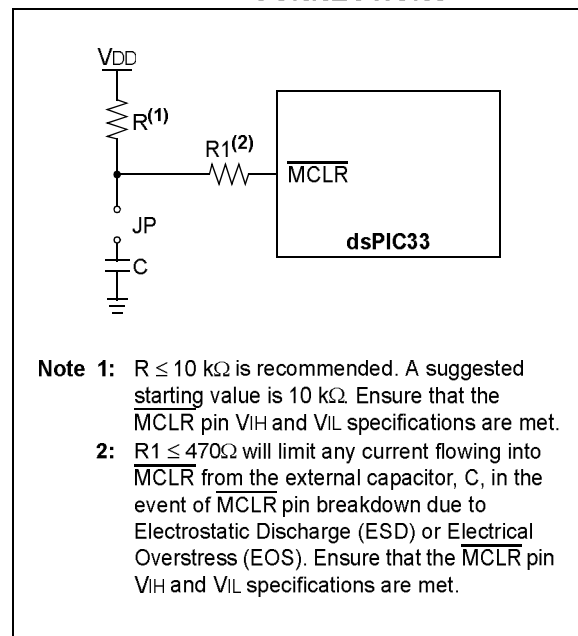 VDD
R(1)
R1(2)
MCLR
JP
C
dsPIC33
Note 1: R ≤ 10 kΩ is recommended. A suggested
starting value is 10 kΩ. Ensure that the
MCLR pin VIH and VIL specifications are met.
2: R1 ≤ 470Ω will limit any current flowing into
MCLR from the external capacitor, C, in the
event of MCLR pin breakdown due to
Electrostatic Discharge (ESD) or Electrical
Overstress (EOS). Ensure that the MCLR pin
VIH and VIL specifications are met.